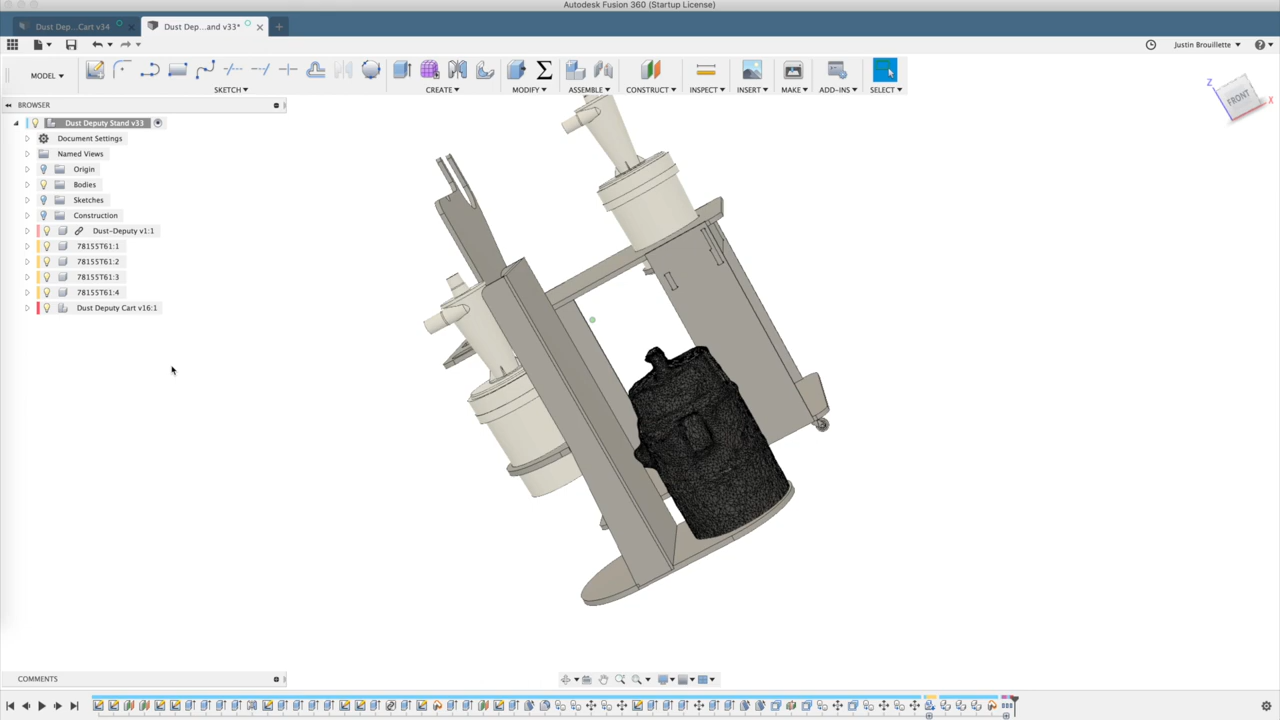 Autodesk Fusion 360 (Startup License)
Dust Dep...Cart v34
Dust Dep...and v33*
Justin Brouillette
MODEL
SKETCH
CREATE
MODIFY
ASSEMBLE
CONSTRUCT
INSPECT
INSERT
MAKE
ADD-INS
SELECT
BROWSER
Z
FRONT
X
Dust Deputy Stand v33
Document Settings
Named Views
Origin
Bodies
Sketches
Construction
Dust-Deputy v1:1
78155T61:1
78155T61:2
78155T61:3
78155T61:4
Dust Deputy Cart v16:1
COMMENTS